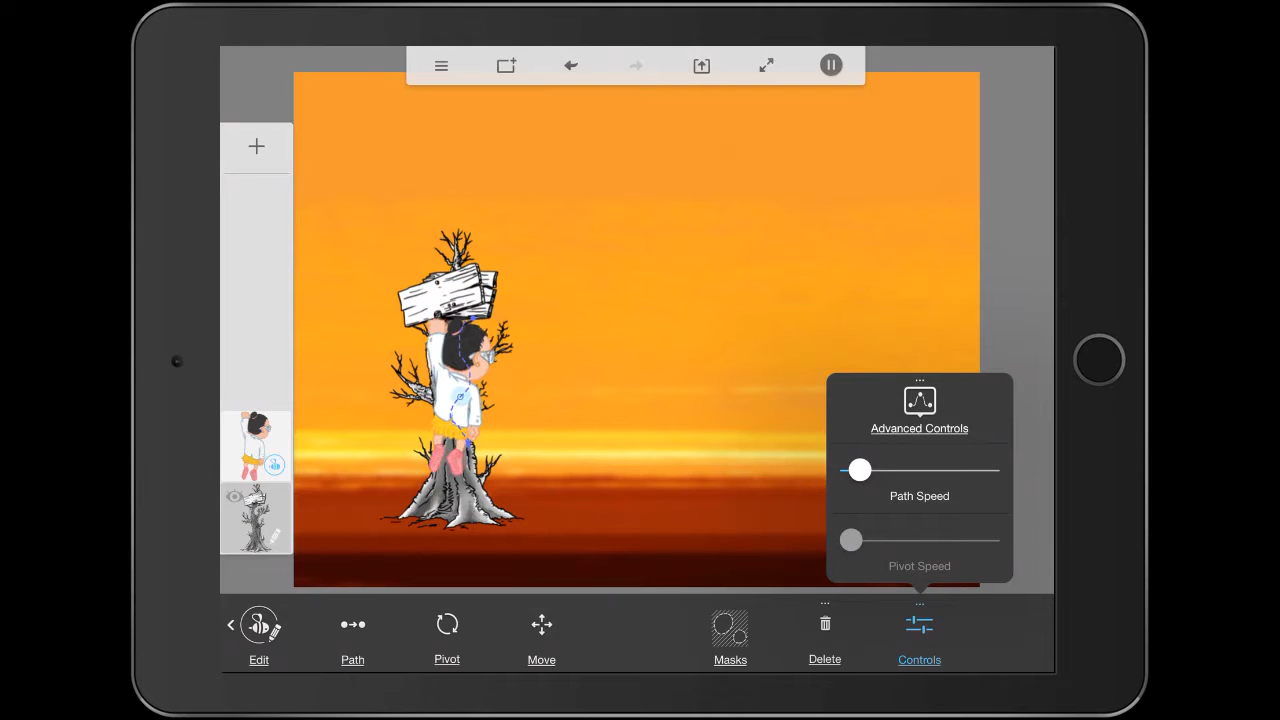 Advanced Controls
Path Speed
Pivot Speed
Edit
Path
Pivot
Move
Masks
Delete
Controls